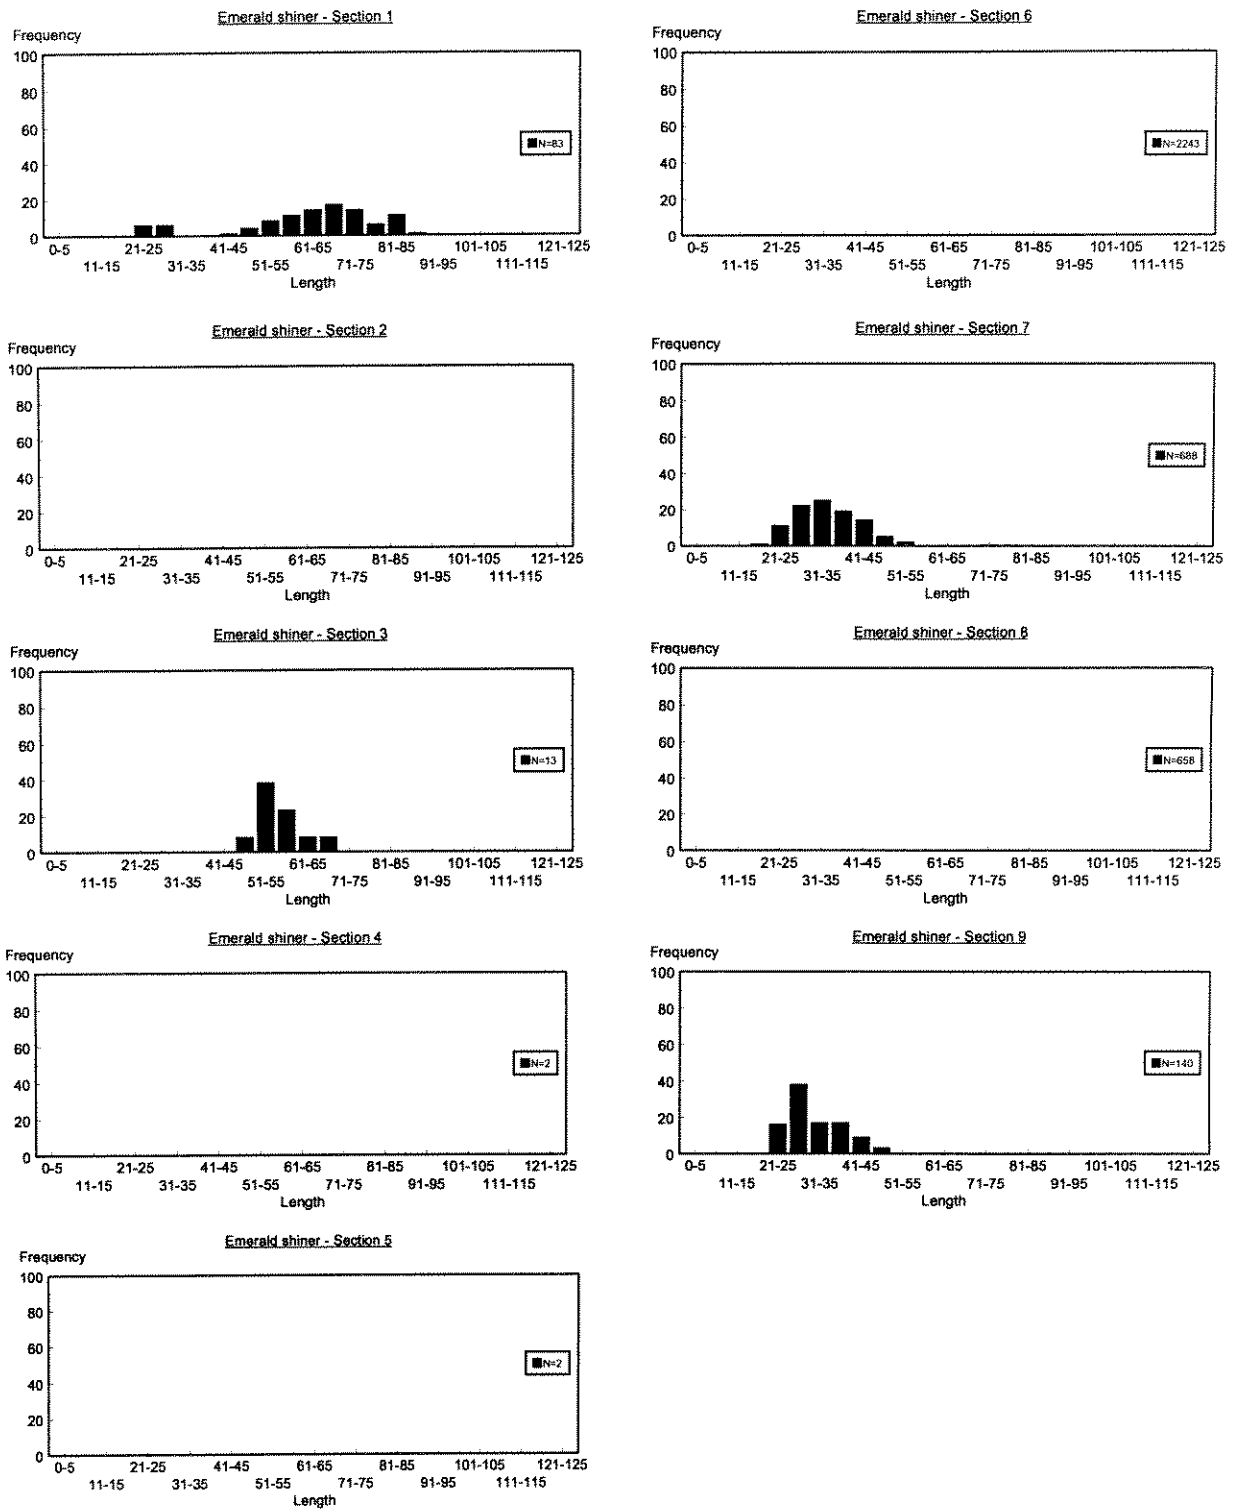 Emerald shiner - Section 1
Frequency
100
80
60
N=83
40
20
0
0-5 21-25 41-45 61-65 81-85 101-105 121-125
11-15 31-35 51-55 71-75 91-95 111-115
Length
Emerald shiner - Section 2
Frequency
100
80
60
40
20
0
0-5 21-25 41-45 61-65 81-85 101-105 121-125
11-15 31-35 51-55 71-75 91-95 111-115
Length
Emerald shiner - Section 3
Frequency
100
80
60
N=13
40
20
0
0-5 21-25 41-45 61-65 81-85 101-105 121-125
11-15 31-35 51-55 71-75 91-95 111-115
Length
Emerald shiner - Section 4
Frequency
100
80
60
N=2
40
20
0
0-5 21-25 41-45 61-65 81-85 101-105 121-125
11-15 31-35 51-55 71-75 91-95 111-115
Length
Emerald shiner - Section 5
Frequency
100
80
60
N=2
40
20
0
0-5 21-25 41-45 61-65 81-85 101-105 121-125
11-15 31-35 51-55 71-75 91-95 111-115
Length
Emerald shiner - Section 6
Frequency
100
80
60
N=2243
40
20
0
0-5 21-25 41-45 61-65 81-85 101-105 121-125
11-15 31-35 51-55 71-75 91-95 111-115
Length
Emerald shiner - Section 7
Frequency
100
80
60
N=688
40
20
0
0-5 21-25 41-45 61-65 81-85 101-105 121-125
11-15 31-35 51-55 71-75 91-95 111-115
Length
Emerald shiner - Section 8
Frequency
100
80
60
N=658
40
20
0
0-5 21-25 41-45 61-65 81-85 101-105 121-125
11-15 31-35 51-55 71-75 91-95 111-115
Length
Emerald shiner - Section 9
Frequency
100
80
60
N=140
40
20
0
0-5 21-25 41-45 61-65 81-85 101-105 121-125
11-15 31-35 51-55 71-75 91-95 111-115
Length